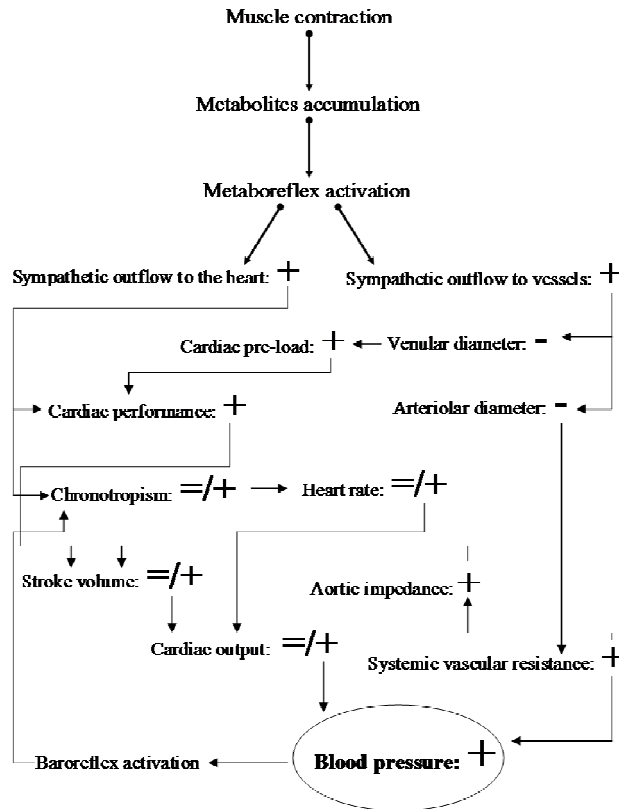 Muscle contraction
Metabolites accumulation
Metaboreflex activation
Sympathetic outflow to the heart: +
Sympathetic outflow to vessels: +
Cardiac pre-load: +
Venular diameter: -
Cardiac performance: +
Arteriolar diameter: -
Chronotropism: =/+
Heart rate: =/+
Stroke volume: =/+
Aortic impedance: +
Cardiac output: =/+
Systemic vascular resistance: +
Baroreflex activation
Blood pressure: +